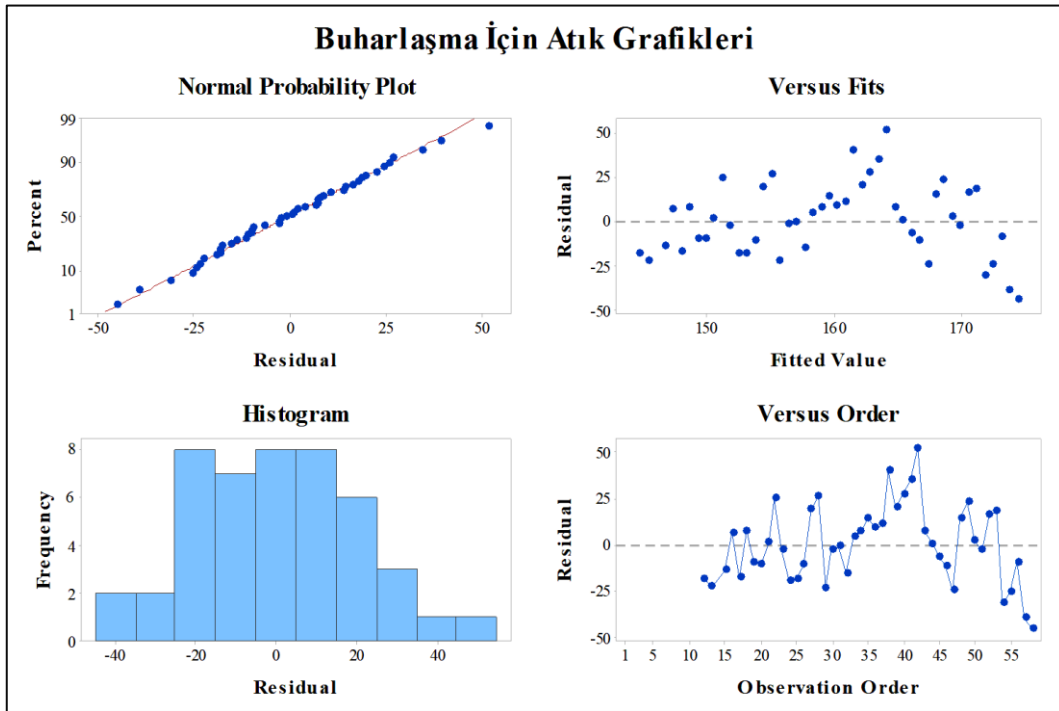 Buharlaşma İçin Atık Grafikleri
Normal Probability Plot
Percent
99
90
50
10
1
-50 -25 0 25 50
Residual
Versus Fits
Residual
50
25
0
-25
-50
150 160 170
Fitted Value
Histogram
Frequency
8
6
4
2
0
-40 -20 0 20 40
Residual
Versus Order
Residual
50
25
0
-25
-50
1 5 10 15 20 25 30 35 40 45 50 55
Observation Order